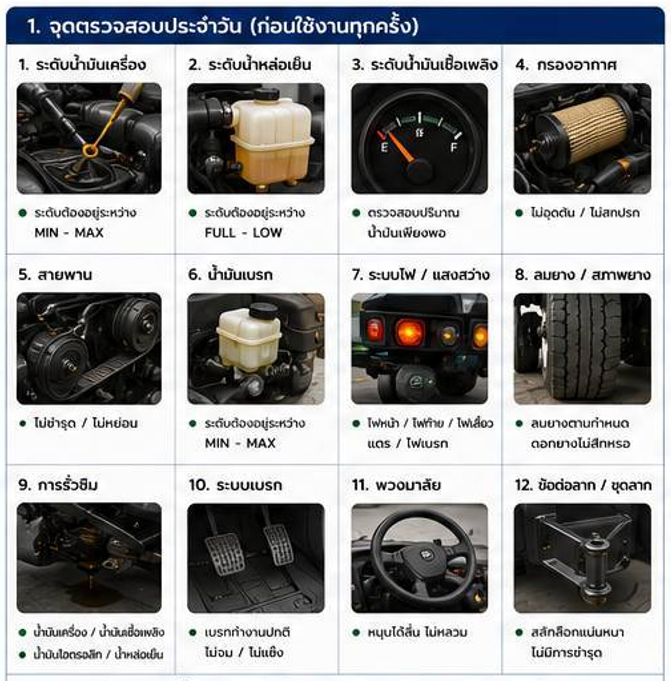 1. จุดตรวจสอบประจำวัน (ก่อนใช้งานทุกครั้ง)
1. ระดับน้ำมันเครื่อง
ระดับต้องอยู่ระหว่าง
MIN - MAX
2. ระดับน้ำหล่อเย็น
ระดับต้องอยู่ระหว่าง
FULL - LOW
3. ระดับน้ำมันเชื้อเพลิง
E
F
ตรวจสอบปริมาณ
น้ำมันเพียงพอ
4. กรองอากาศ
ไม่อุดตัน / ไม่สกปรก
5. สายพาน
ไม่ชำรุด / ไม่หย่อน
6. น้ำมันเบรก
ระดับต้องอยู่ระหว่าง
MIN - MAX
7. ระบบไฟ / แสงสว่าง
ไฟหน้า / ไฟท้าย / ไฟเลี้ยว
แตร / ไฟเบรก
8. ลมยาง / สภาพยาง
ลมยางตามกำหนด
ดอกยางไม่สึกหรอ
9. การรั่วซึม
น้ำมันเครื่อง / น้ำมันเชื้อเพลิง
น้ำมันไฮดรอลิก / น้ำหล่อเย็น
10. ระบบเบรก
เบรกทำงานปกติ
ไม่จม / ไม่แข็ง
11. พวงมาลัย
หมุนได้ลื่น ไม่หลวม
12. ข้อต่อลาก / ชุดลาก
สลักล็อกแน่นหนา
ไม่มีการชำรุด